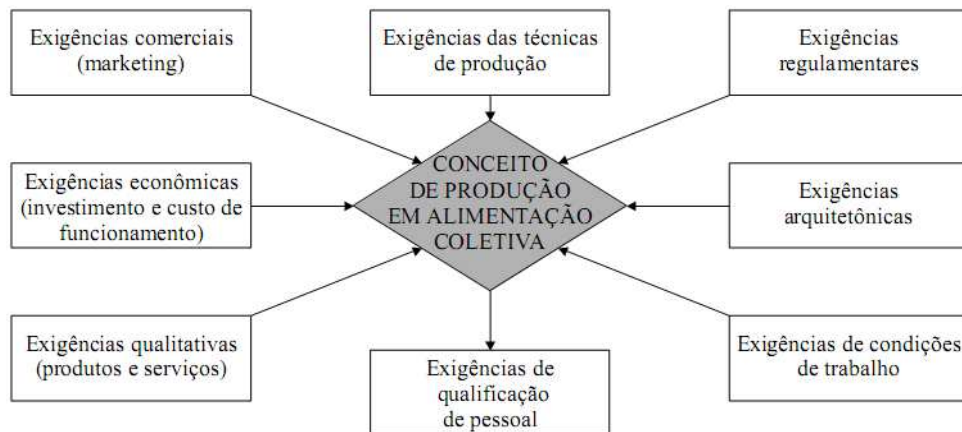 Exigências comerciais
(marketing)
Exigências das técnicas
de produção
Exigências
regulamentares
Exigências econômicas
(investimento e custo de
funcionamento)
CONCEITO
DE PRODUÇÃO
EM ALIMENTAÇÃO
COLETIVA
Exigências
arquitetônicas
Exigências qualitativas
(produtos e serviços)
Exigências de
qualificação
de pessoal
Exigências de condições
de trabalho